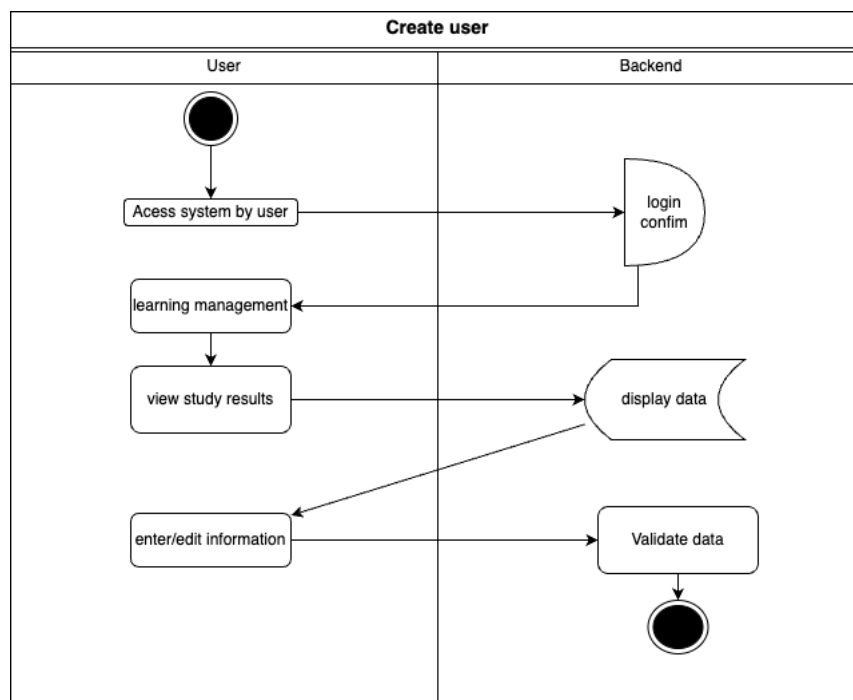 Create user
User
Backend
Acess system by user
login
confim
learning management
view study results
display data
enter/edit information
Validate data